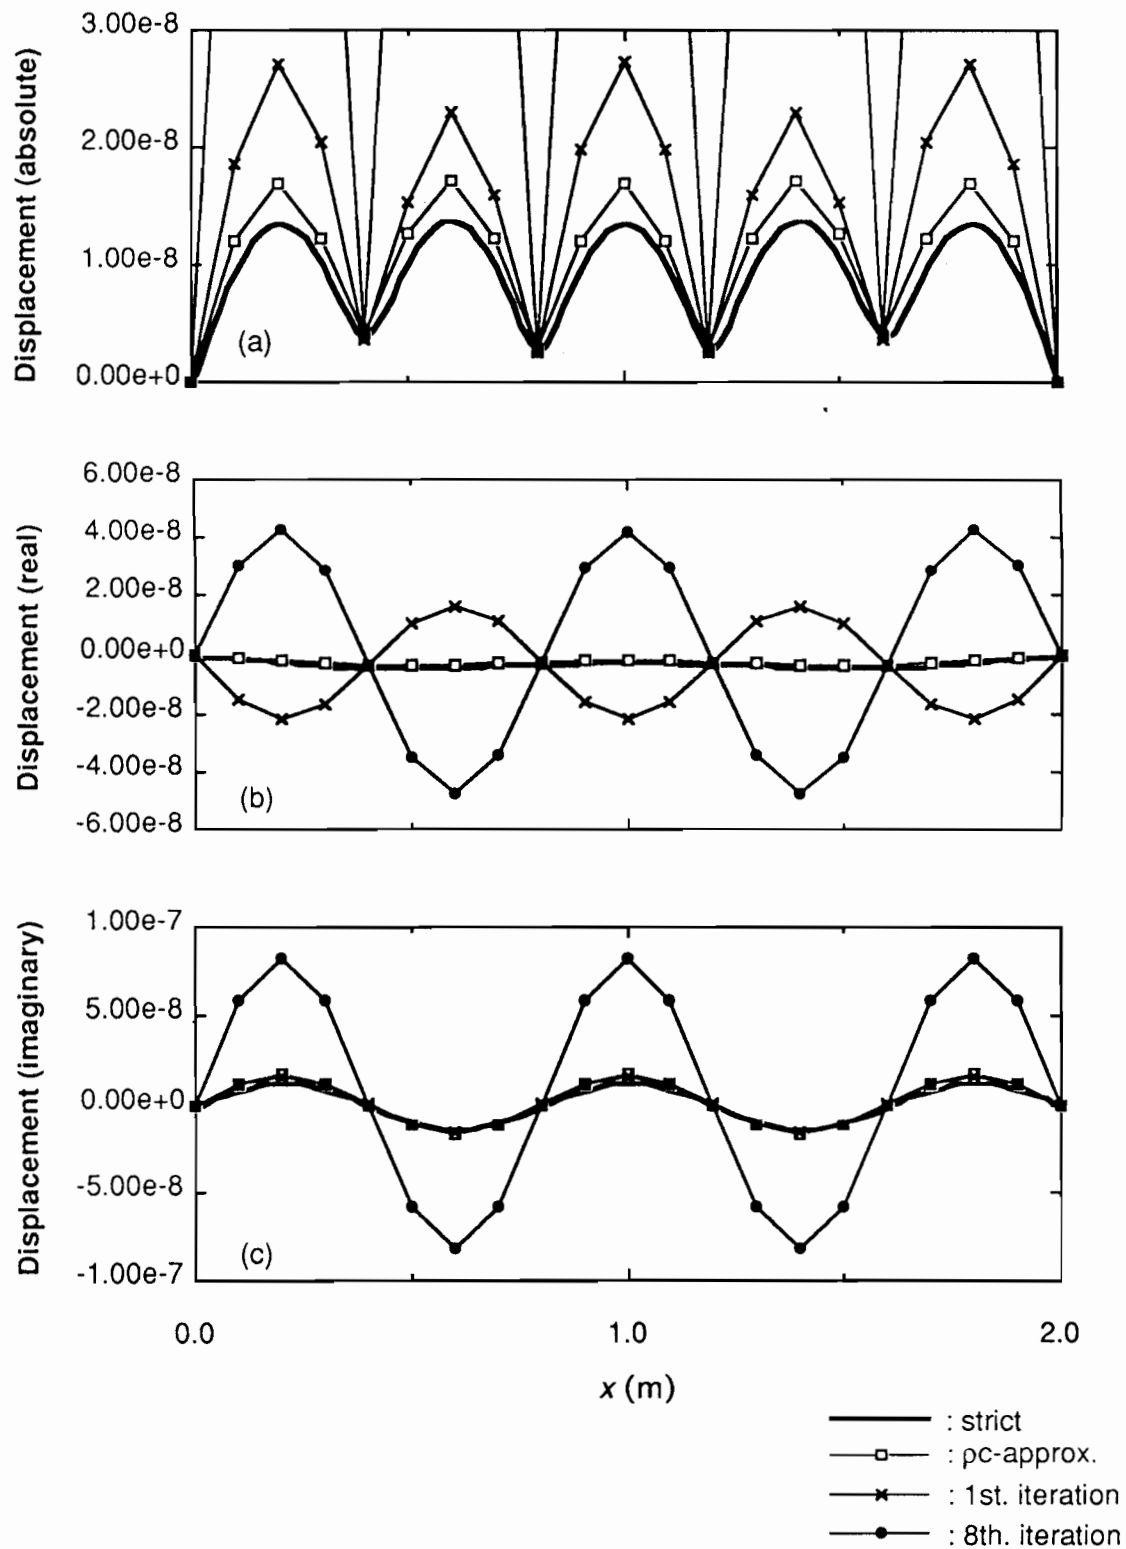 3.00e-8
2.00e-8
1.00e-8
0.00e+0
Displacement (absolute)
(a)
6.00e-8
4.00e-8
2.00e-8
0.00e+0
-2.00e-8
-4.00e-8
-6.00e-8
Displacement (real)
(b)
1.00e-7
5.00e-8
0.00e+0
-5.00e-8
-1.00e-7
Displacement (imaginary)
(c)
0.0 1.0 2.0
x (m)
: strict
: ρc-approx.
: 1st. iteration
: 8th. iteration